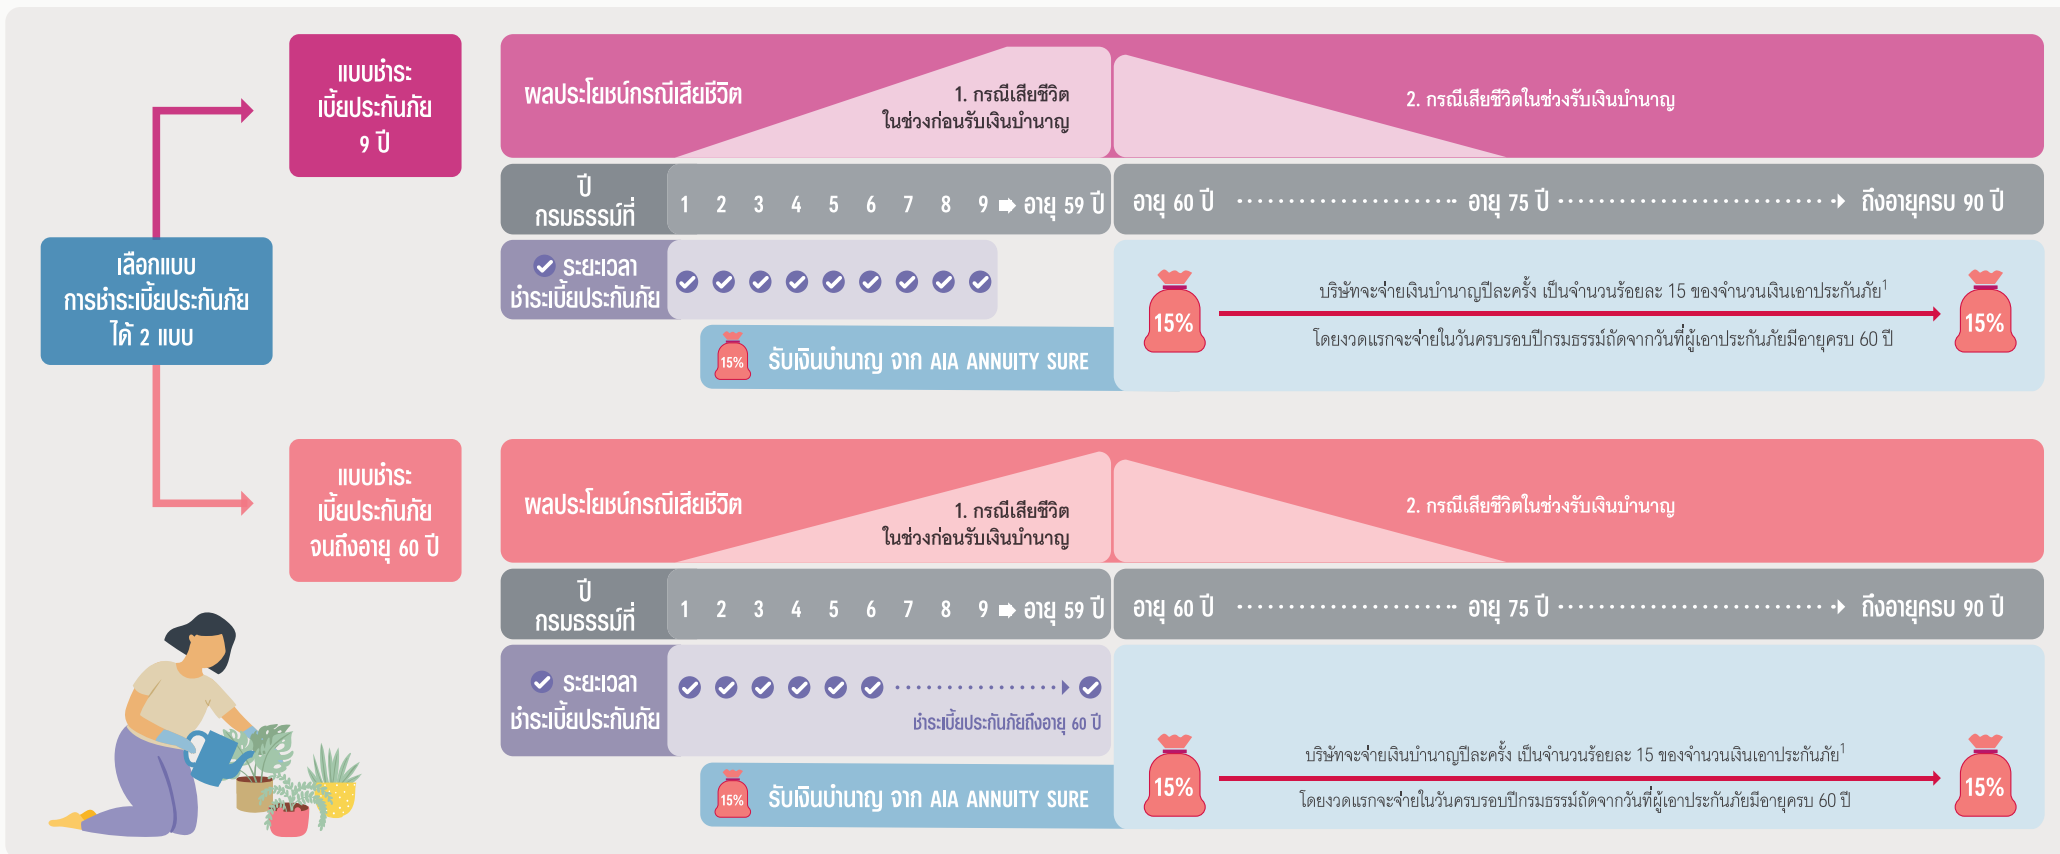 เลือกแบบ
การชำระเบี้ยประกันภัย
ได้ 2 แบบ
แบบชำระ
เบี้ยประกันภัย
9 ปี
ผลประโยชน์กรณีเสียชีวิต
1. กรณีเสียชีวิต
ในช่วงก่อนรับเงินบำนาญ
2. กรณีเสียชีวิตในช่วงรับเงินบำนาญ
ปี
กรมธรรม์ที่
1 2 3 4 5 6 7 8 9 อายุ 59 ปี
อายุ 60 ปี อายุ 75 ปี ถึงอายุครบ 90 ปี
ระยะเวลา
ชำระเบี้ยประกันภัย
15% รับเงินบำนาญ จาก AIA ANNUITY SURE
15%
บริษัทจะจ่ายเงินบำนาญปีละครั้ง เป็นจำนวนร้อยละ 15 ของจำนวนเงินเอาประกันภัย¹
โดยงวดแรกจะจ่ายในวันครบรอบปีกรมธรรม์ถัดจากวันที่ผู้เอาประกันภัยมีอายุครบ 60 ปี
15%
แบบชำระ
เบี้ยประกันภัย
จนถึงอายุ 60 ปี
ผลประโยชน์กรณีเสียชีวิต
1. กรณีเสียชีวิต
ในช่วงก่อนรับเงินบำนาญ
2. กรณีเสียชีวิตในช่วงรับเงินบำนาญ
ปี
กรมธรรม์ที่
1 2 3 4 5 6 7 8 9 อายุ 59 ปี
อายุ 60 ปี อายุ 75 ปี ถึงอายุครบ 90 ปี
ระยะเวลา
ชำระเบี้ยประกันภัย
ชำระเบี้ยประกันภัยถึงอายุ 60 ปี
15% รับเงินบำนาญ จาก AIA ANNUITY SURE
15%
บริษัทจะจ่ายเงินบำนาญปีละครั้ง เป็นจำนวนร้อยละ 15 ของจำนวนเงินเอาประกันภัย¹
โดยงวดแรกจะจ่ายในวันครบรอบปีกรมธรรม์ถัดจากวันที่ผู้เอาประกันภัยมีอายุครบ 60 ปี
15%